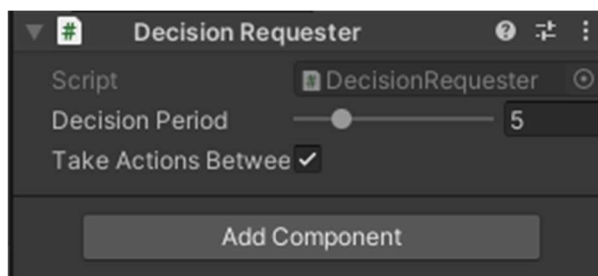 Decision Requester
Script DecisionRequester
Decision Period 5
Take Actions Betwee
Add Component